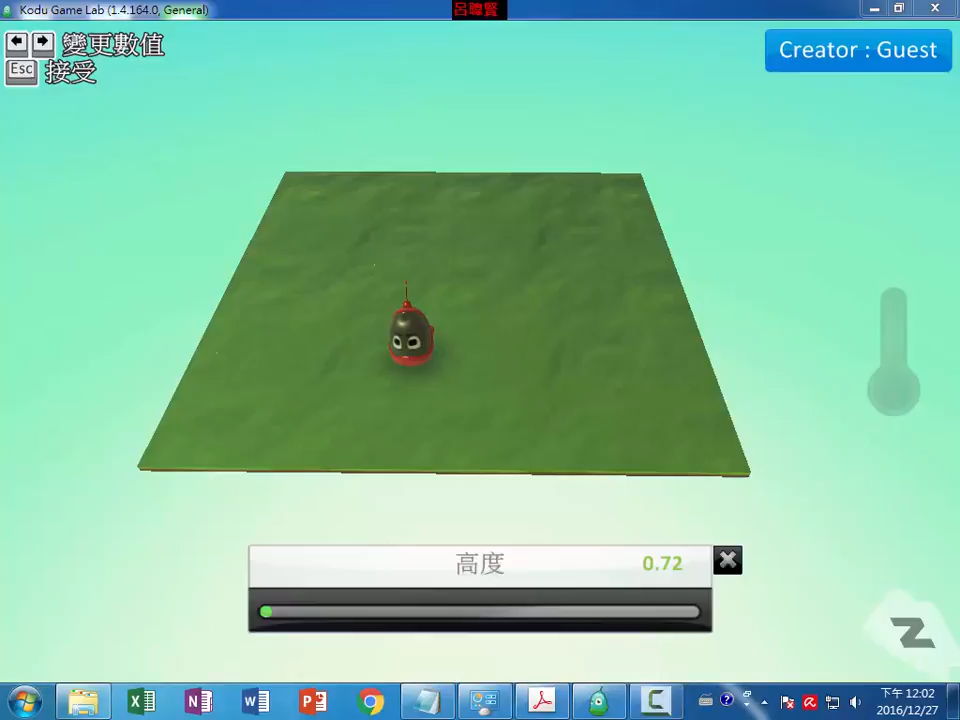 Kodu Game Lab (1.4.164.0, General)
呂暐賢
變更數值
Esc 接受
Creator : Guest
高度 0.72
下午 12:02
2016/12/27